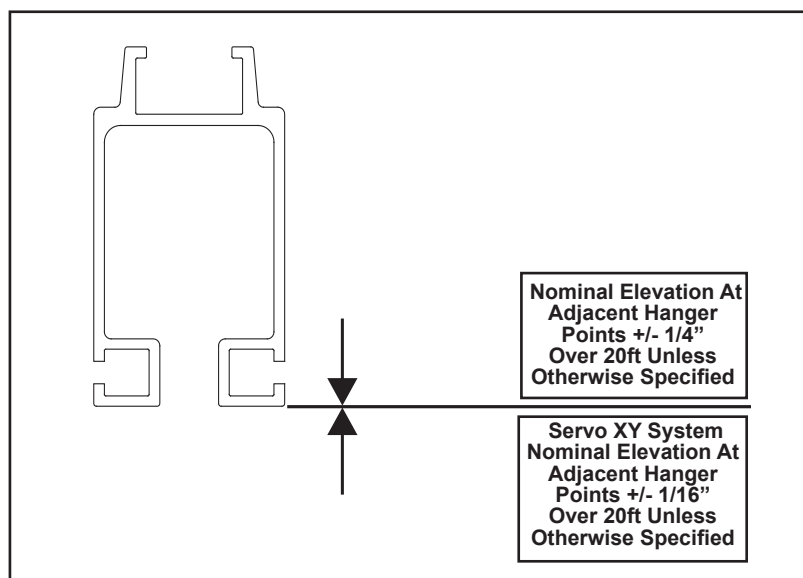 Nominal Elevation At
Adjacent Hanger
Points +/- 1/4”
Over 20ft Unless
Otherwise Specified
Servo XY System
Nominal Elevation At
Adjacent Hanger
Points +/- 1/16”
Over 20ft Unless
Otherwise Specified